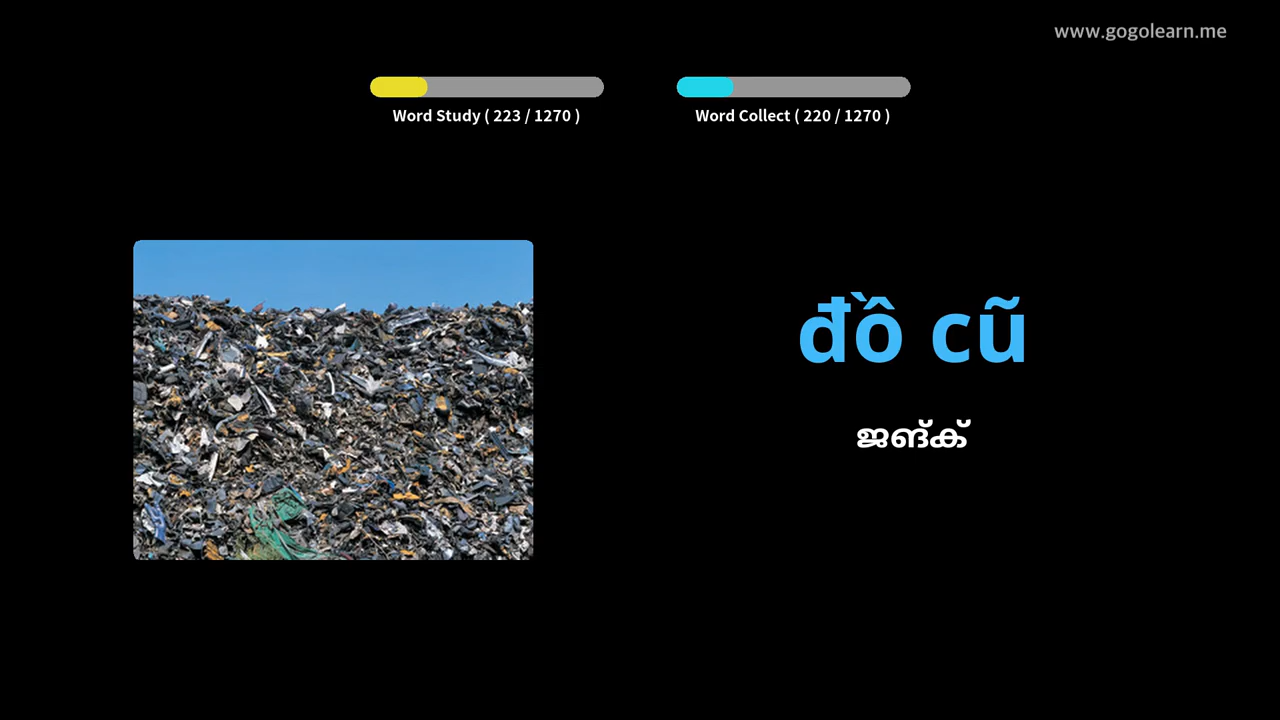 www.gogolearn.me
Word Study ( 223 / 1270 )
Word Collect ( 220 / 1270 )
đồ cũ
ജങ്ക്